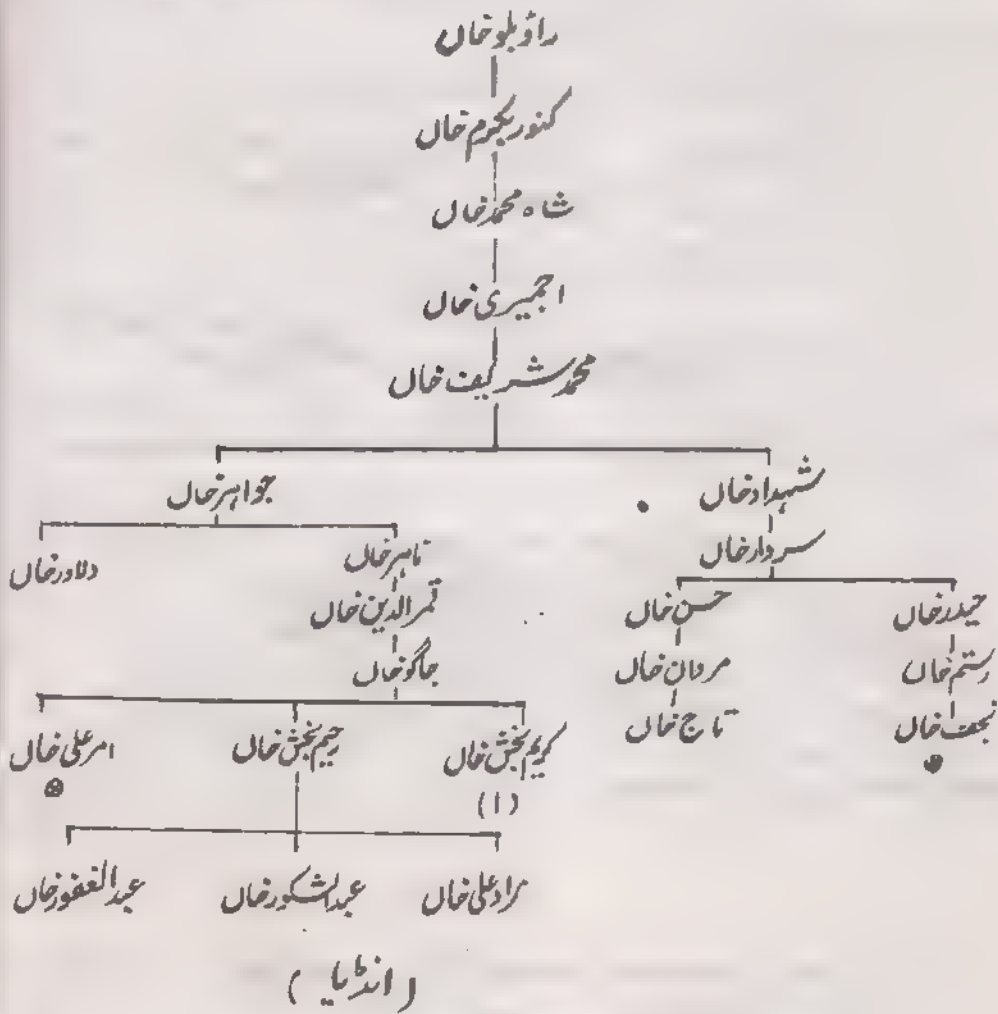 راؤ بلو خاں
کنور بکرم خاں
شاہ محمد خاں
اجمیری خاں
محمد شریف خاں
شہداد خاں جواہر خاں
سردار خاں ناہر خاں دلاور خاں
حیدر خاں حسن خاں قمر الدین خاں
رستم خاں مردان خاں جاگو خاں
نجف خاں تاج خاں کریم بخش خاں رحیم بخش خاں امر علی خاں
(ا)
مراد علی خاں عبدالشکور خاں عبدالغفور خاں
(انڈیا)